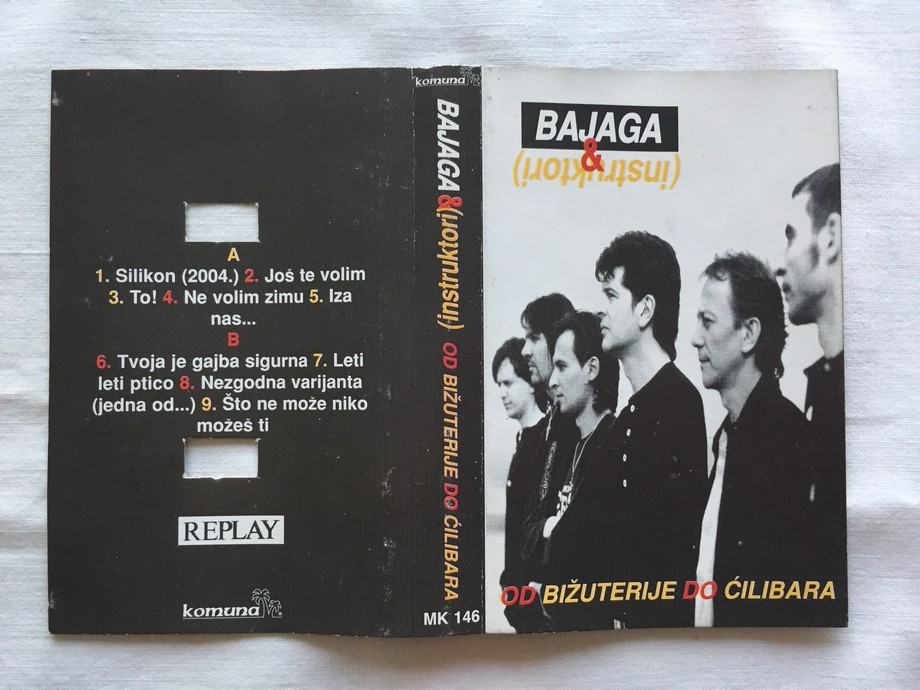 A
1. Silikon (2004.) 2. Još te volim
3. To! 4. Ne volim zimu 5. Iza
nas...
B
6. Tvoja je gajba sigurna 7. Leti
leti ptico 8. Nezgodna varijanta
(jedna od...) 9. Što ne može niko
možeš ti
REPLAY
komuna
komuna
BAJAGA & (instruktori) OD BIŽUTERIJE DO ĆILIBARA
MK 146
BAJAGA
&
(instruktori)
OD BIŽUTERIJE DO ĆILIBARA